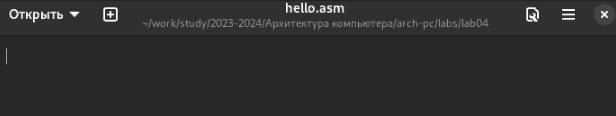 Открыть
hello.asm
~/work/study/2023-2024/Архитектура компьютера/arch-pc/labs/lab04